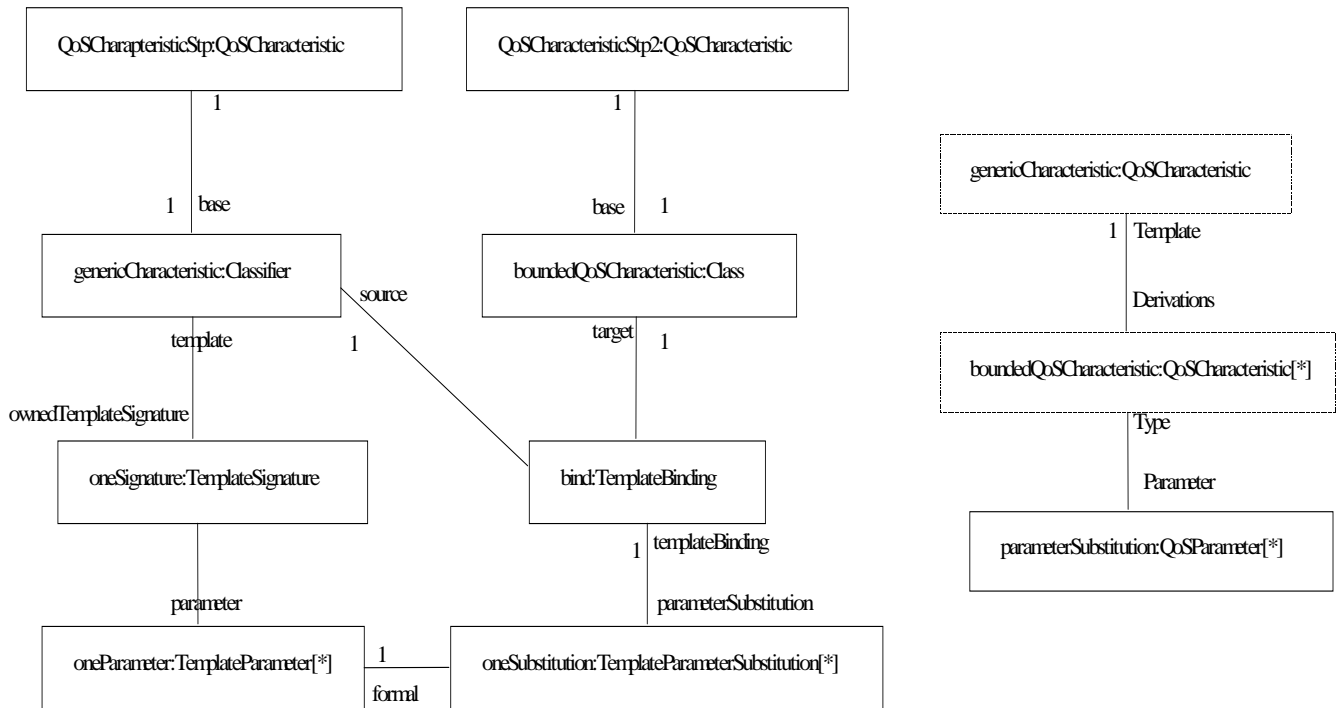 QoSCharapteristicStp:QoSCharacteristic
QoSCharacteristicStp2:QoSCharacteristic
1
1
genericCharacteristic:QoSCharacteristic
1
base
base
1
1
Template
genericCharacteristic:Classifier
boundedQoSCharacteristic:Class
source
Derivations
template
1
target
1
boundedQoSCharacteristic:QoSCharacteristic[*]
ownedTemplateSignature
Type
oneSignature:TemplateSignature
bind:TemplateBinding
Parameter
1
templateBinding
parameterSubstitution:QoSParameter[*]
parameter
parameterSubstitution
oneParameter:TemplateParameter[*]
1
formal
oneSubstitution:TemplateParameterSubstitution[*]